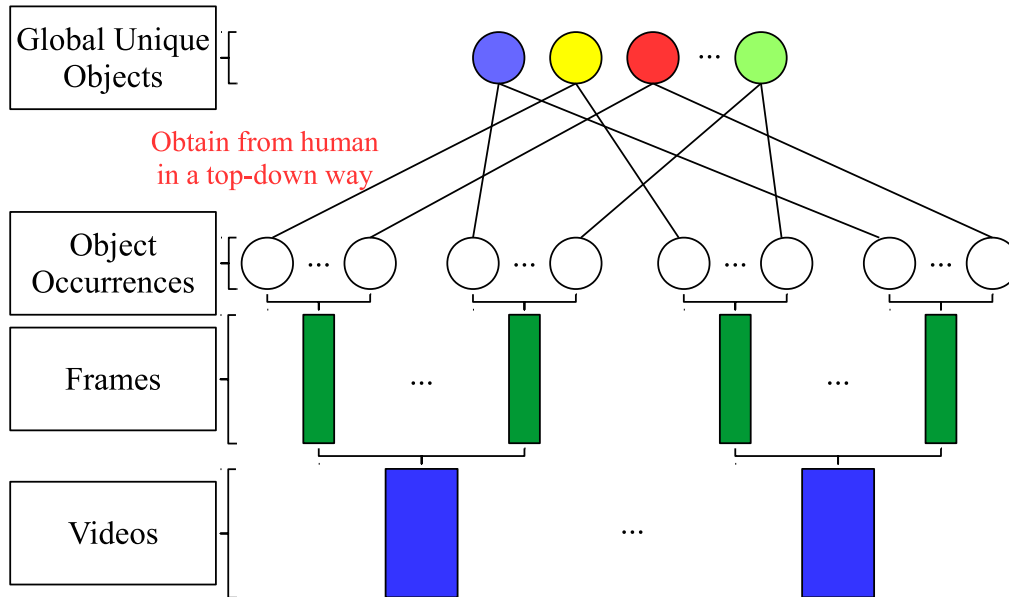 Global Unique
Objects
...
Obtain from human
in a top-down way
Object
Occurrences
... ... ... ...
Frames
... ...
Videos
...